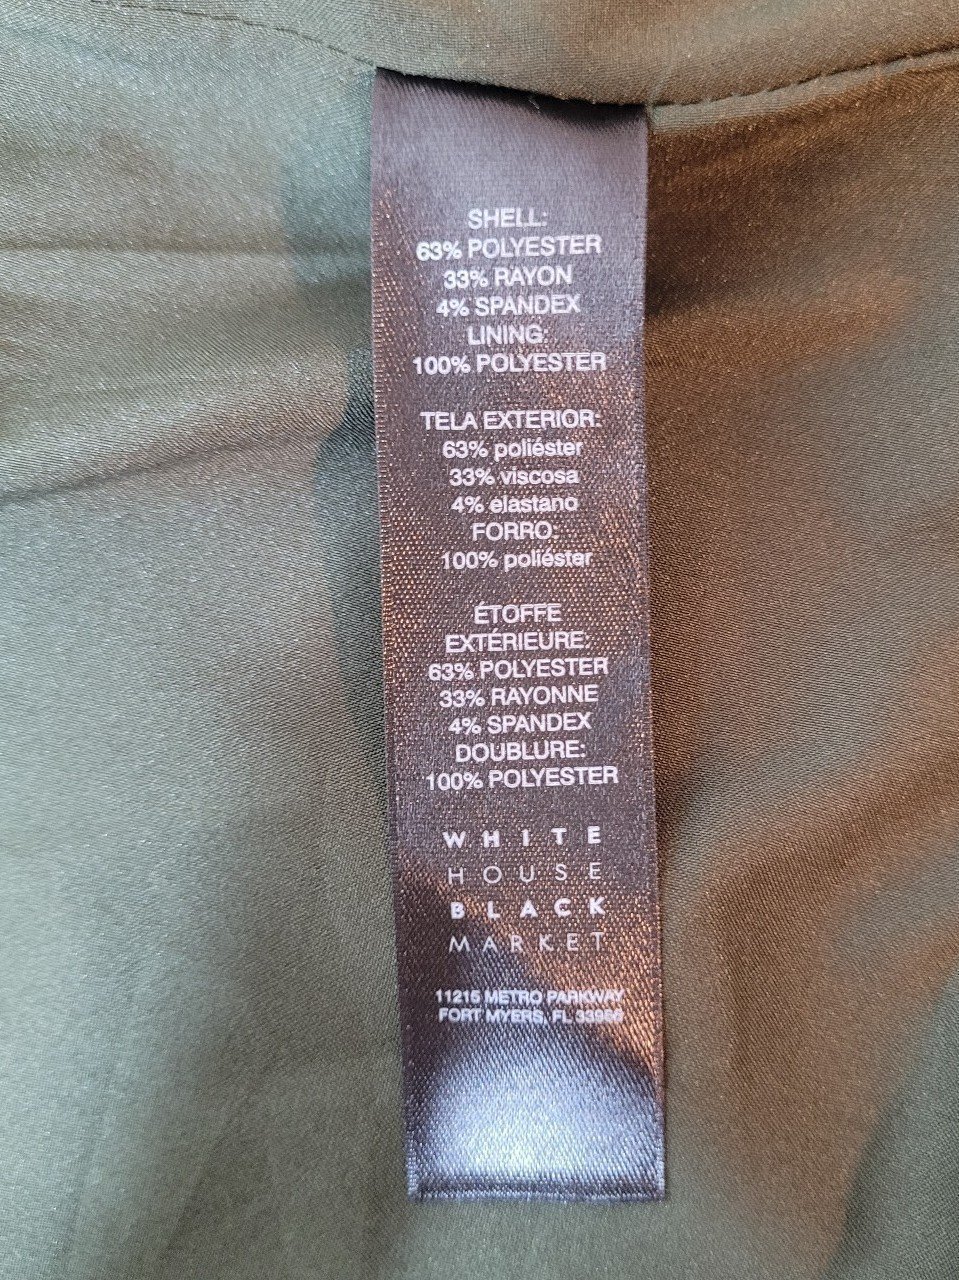 SHELL:
63% POLYESTER
33% RAYON
4% SPANDEX
LINING:
100% POLYESTER
TELA EXTERIOR:
63% poliéster
33% viscosa
4% elastano
FORRO:
100% poliéster
ÉTOFFE
EXTÉRIEURE:
63% POLYESTER
33% RAYONNE
4% SPANDEX
DOUBLURE:
100% POLYESTER
WHITE
HOUSE
BLACK
MARKET
11215 METRO PARKWAY
FORT MYERS, FL 33966